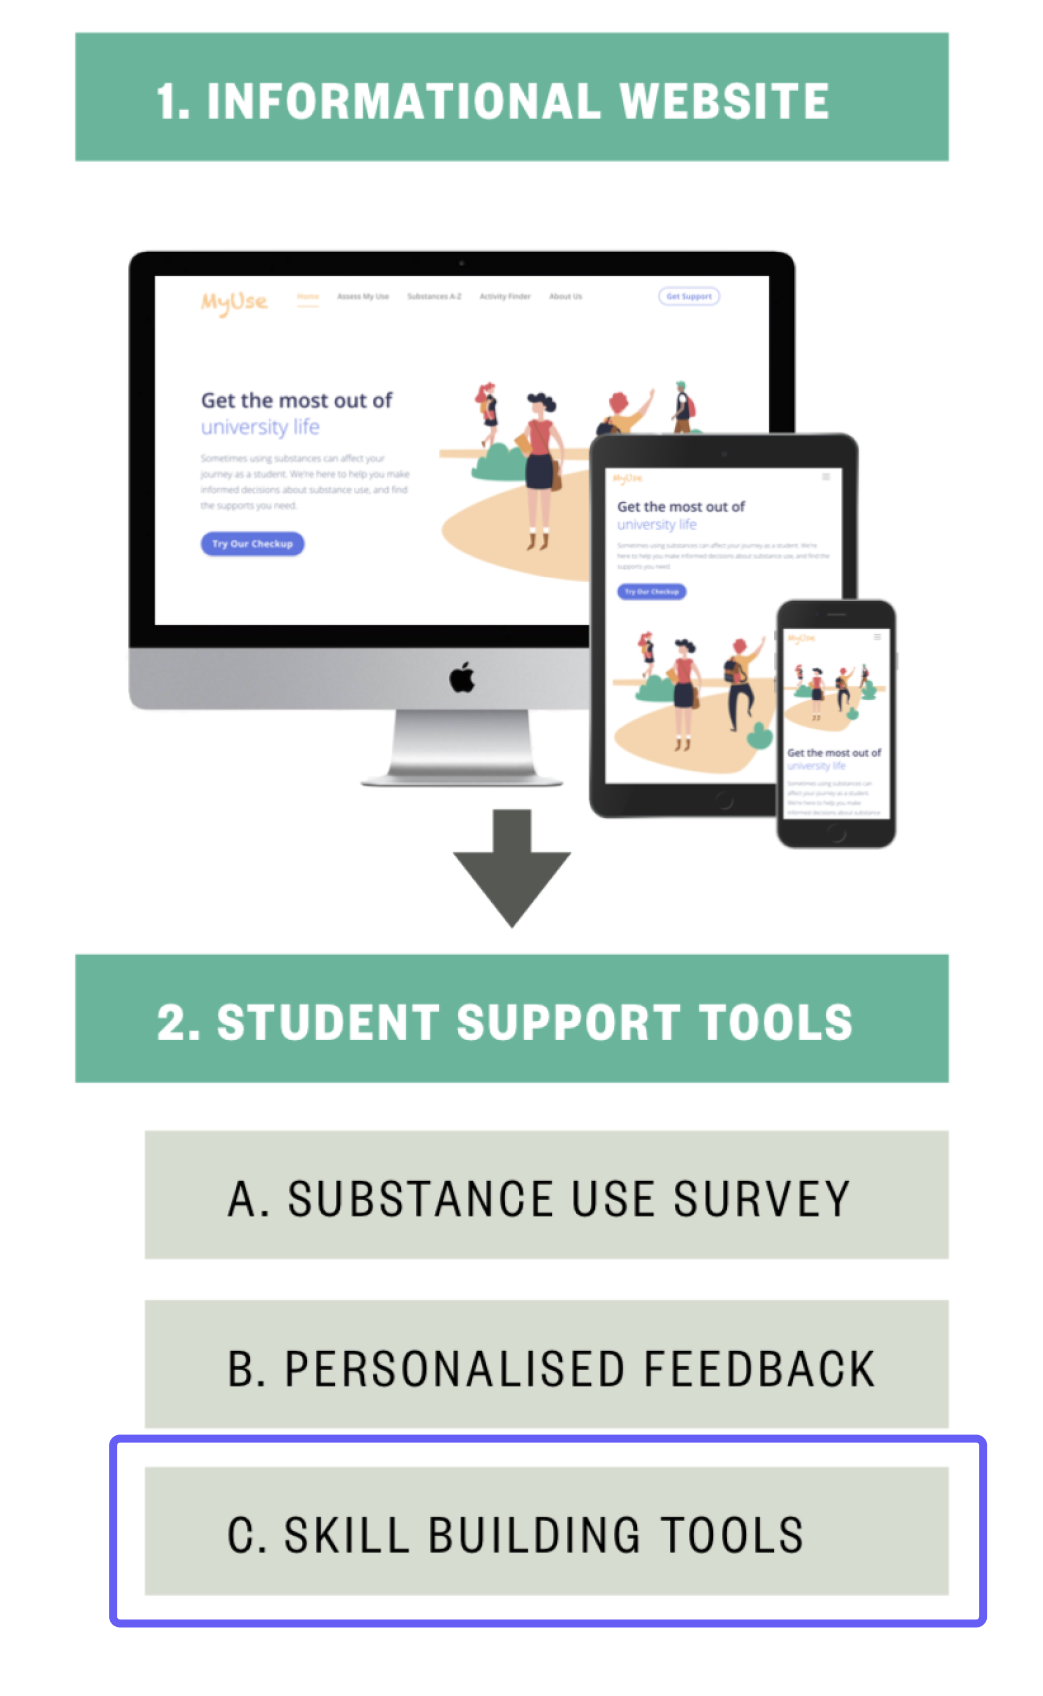 1. INFORMATIONAL WEBSITE
MyUse
Home Assess My Use Substances A-Z Activity Finder About Us Get Support
Get the most out of
university life
Sometimes using substances can affect your
journey as a student. We're here to help you make
informed decisions about substance use, and find
the supports you need.
Try Our Checkup
MyUse
Get the most out of
university life
Sometimes using substances can affect your journey as a student. We're
here to help you make informed decisions about substance use, and find the
supports you need.
Try Our Checkup
MyUse
Get the most out of
university life
Sometimes using substances can
affect your journey as a student.
We're here to help you make
informed decisions about substance
2. STUDENT SUPPORT TOOLS
A. SUBSTANCE USE SURVEY
B. PERSONALISED FEEDBACK
C. SKILL BUILDING TOOLS